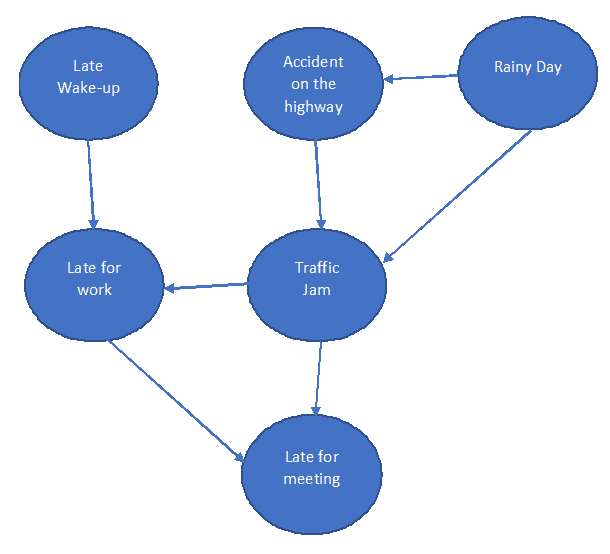 Late
Wake-up
Accident
on the
highway
Rainy Day
Late for
work
Traffic
Jam
Late for
meeting